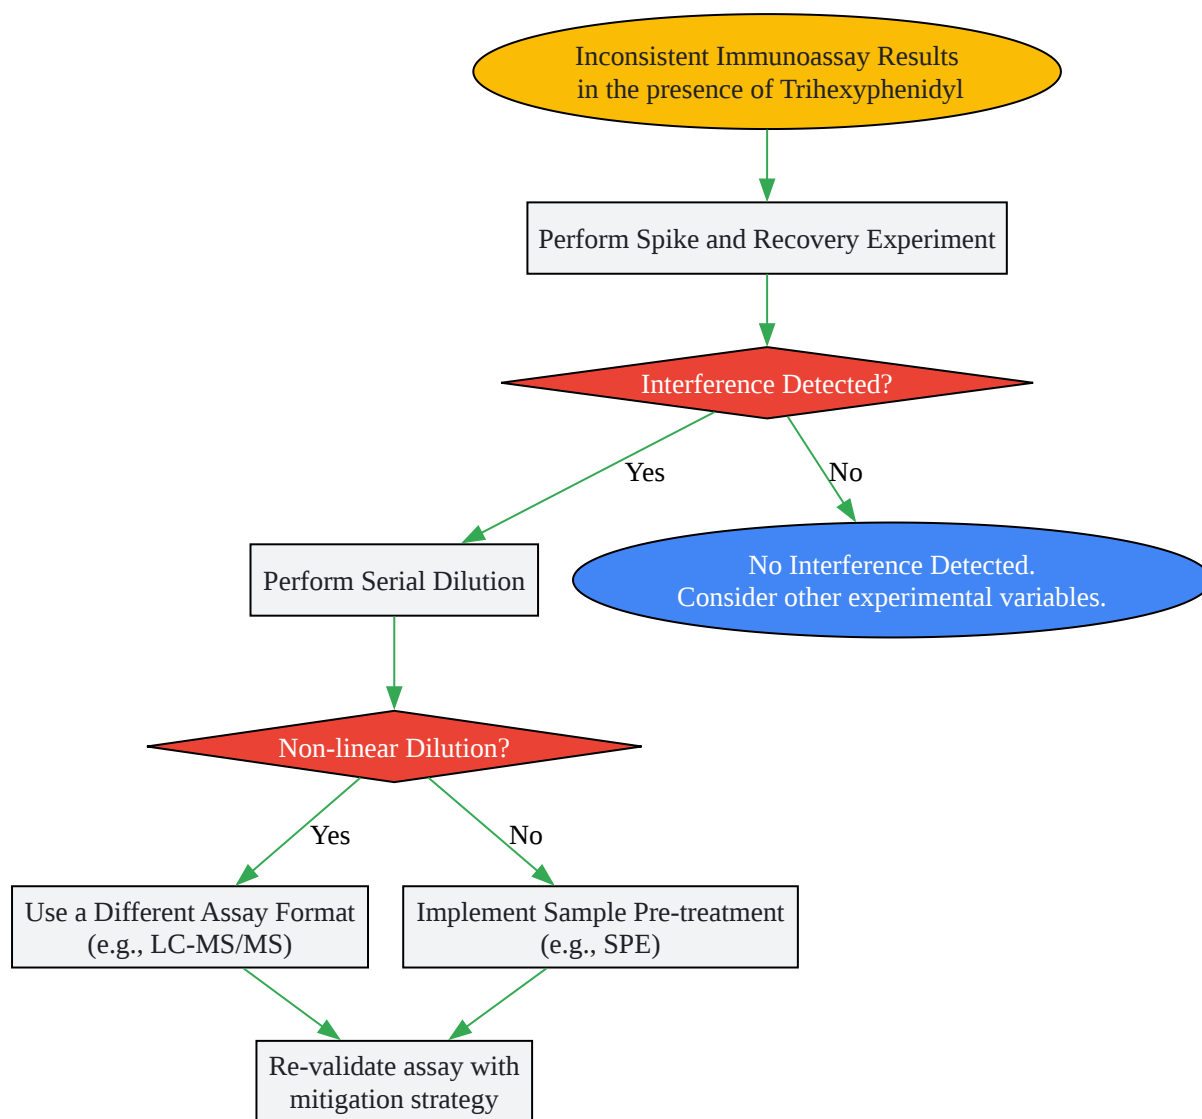 Inconsistent Immunoassay Results
in the presence of Trihexyphenidyl
Perform Spike and Recovery Experiment
Interference Detected?
Yes
No
Perform Serial Dilution
No Interference Detected.
Consider other experimental variables.
Non-linear Dilution?
Yes
No
Use a Different Assay Format
(e.g., LC-MS/MS)
Implement Sample Pre-treatment
(e.g., SPE)
Re-validate assay with
mitigation strategy